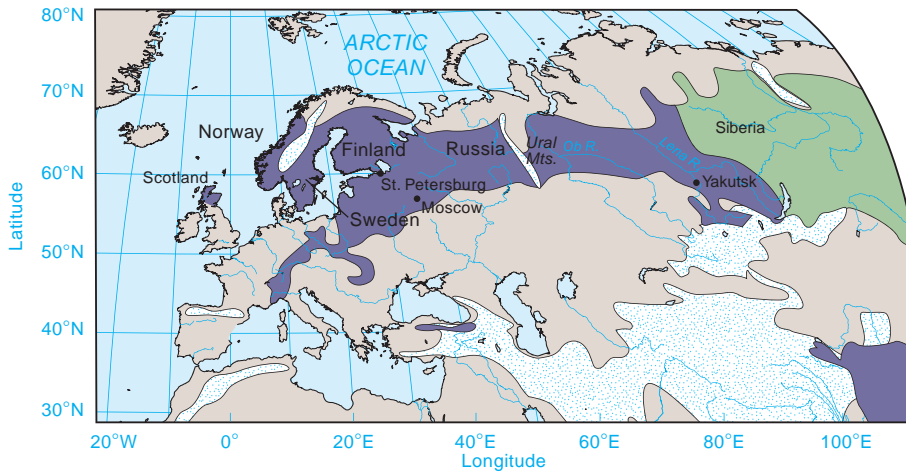 80°N
ARCTIC
OCEAN
70°N
Norway
Siberia
Finland
Russia
Ural
Mts.
Ob R.
Lena R.
Scotland
60°N
St. Petersburg
Yakutsk
Moscow
Sweden
Latitude
50°N
40°N
30°N
20°W
0°
20°E
40°E
60°E
80°E
100°E
Longitude